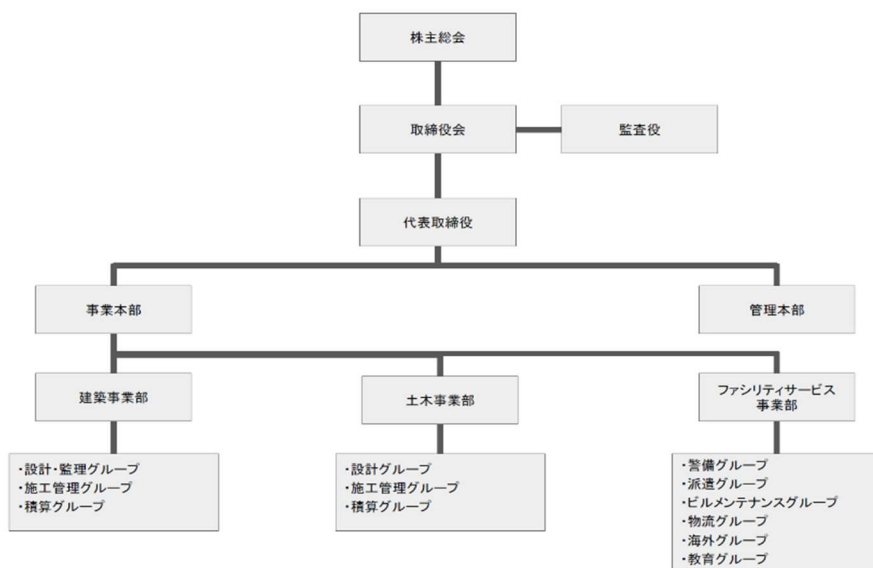 株主総会
取締役会
監査役
代表取締役
事業本部
管理本部
建築事業部
土木事業部
ファシリティサービス
事業部
・設計・監理グループ
・施工管理グループ
・積算グループ
・設計グループ
・施工管理グループ
・積算グループ
・警備グループ
・派遣グループ
・ビルメンテナンスグループ
・物流グループ
・海外グループ
・教育グループ